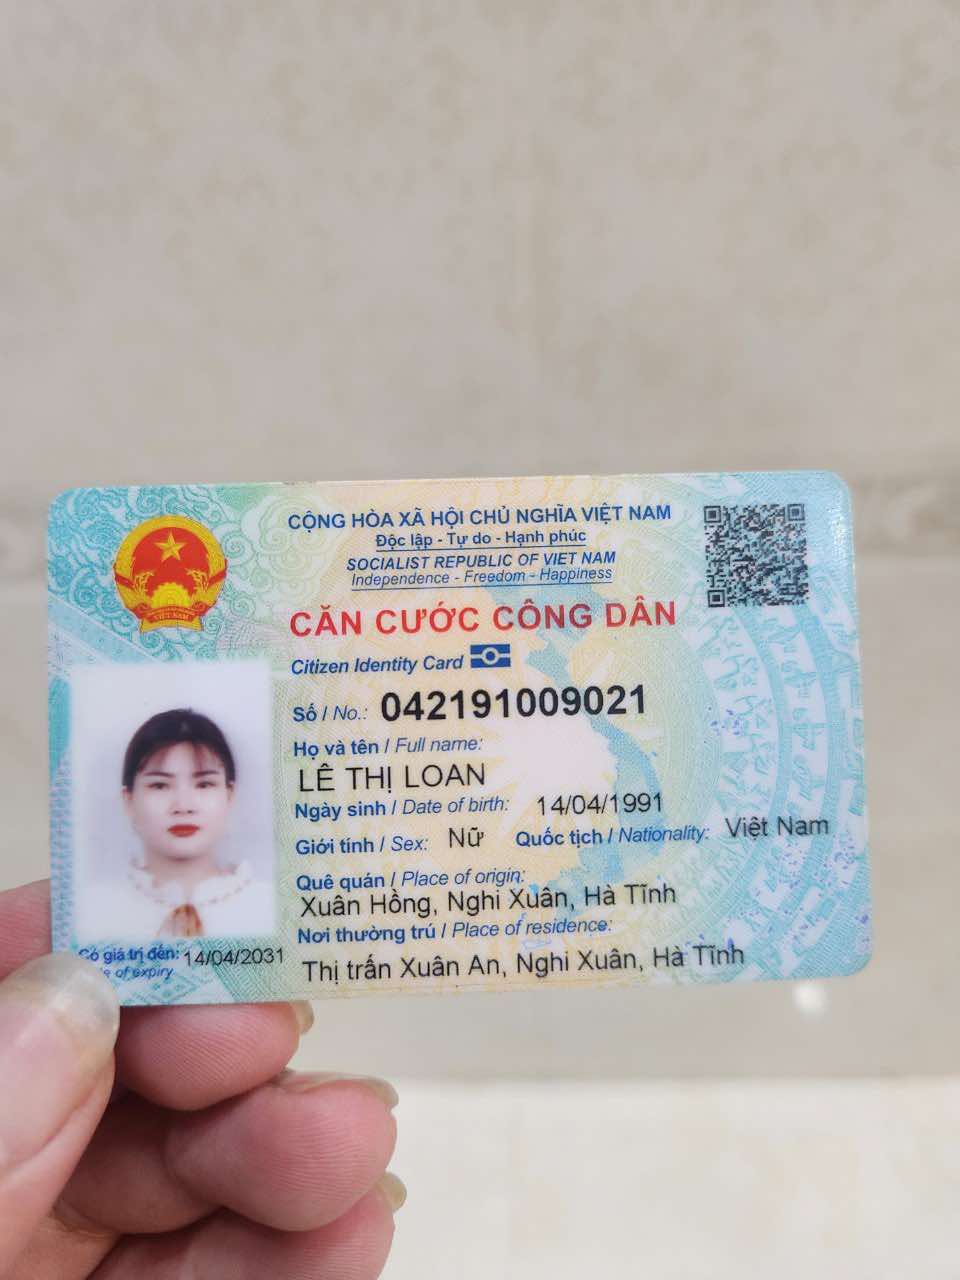 CỘNG HÒA XÃ HỘI CHỦ NGHĨA VIỆT NAM
Độc lập - Tự do - Hạnh phúc
SOCIALIST REPUBLIC OF VIET NAM
Independence - Freedom - Happiness
CĂN CƯỚC CÔNG DÂN
Citizen Identity Card
Số / No.: 042191009021
Họ và tên / Full name:
LÊ THỊ LOAN
Ngày sinh / Date of birth: 14/04/1991
Giới tính / Sex: Nữ Quốc tịch / Nationality: Việt Nam
Quê quán / Place of origin:
Xuân Hồng, Nghi Xuân, Hà Tĩnh
Nơi thường trú / Place of residence:
Thị trấn Xuân An, Nghi Xuân, Hà Tĩnh
Có giá trị đến: 14/04/2031
of expiry
VIỆT NAM